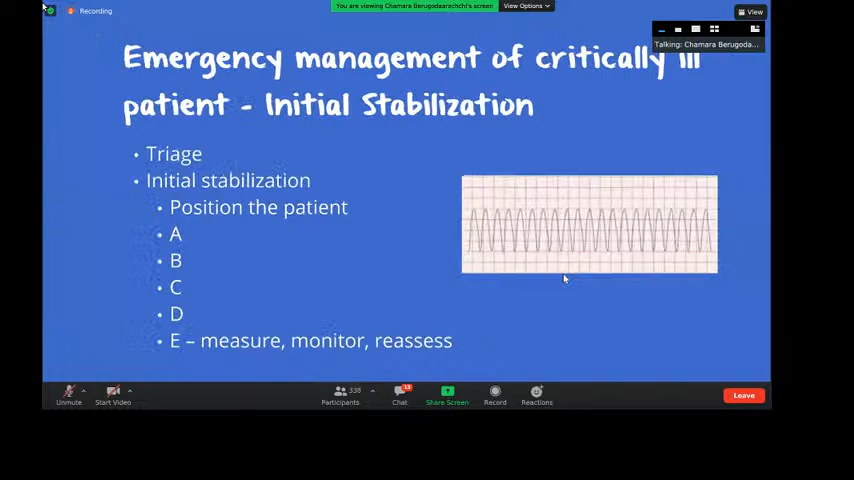 Recording
You are viewing Chamara Berugodaarachchi's screen
View Options
View
Talking: Chamara Berugoda...
Emergency management of critically ill
patient - Initial Stabilization
• Triage
• Initial stabilization
• Position the patient
• A
• B
• C
• D
• E – measure, monitor, reassess
Unmute
Start Video
338
Participants
13
Chat
Share Screen
Record
Reactions
Leave